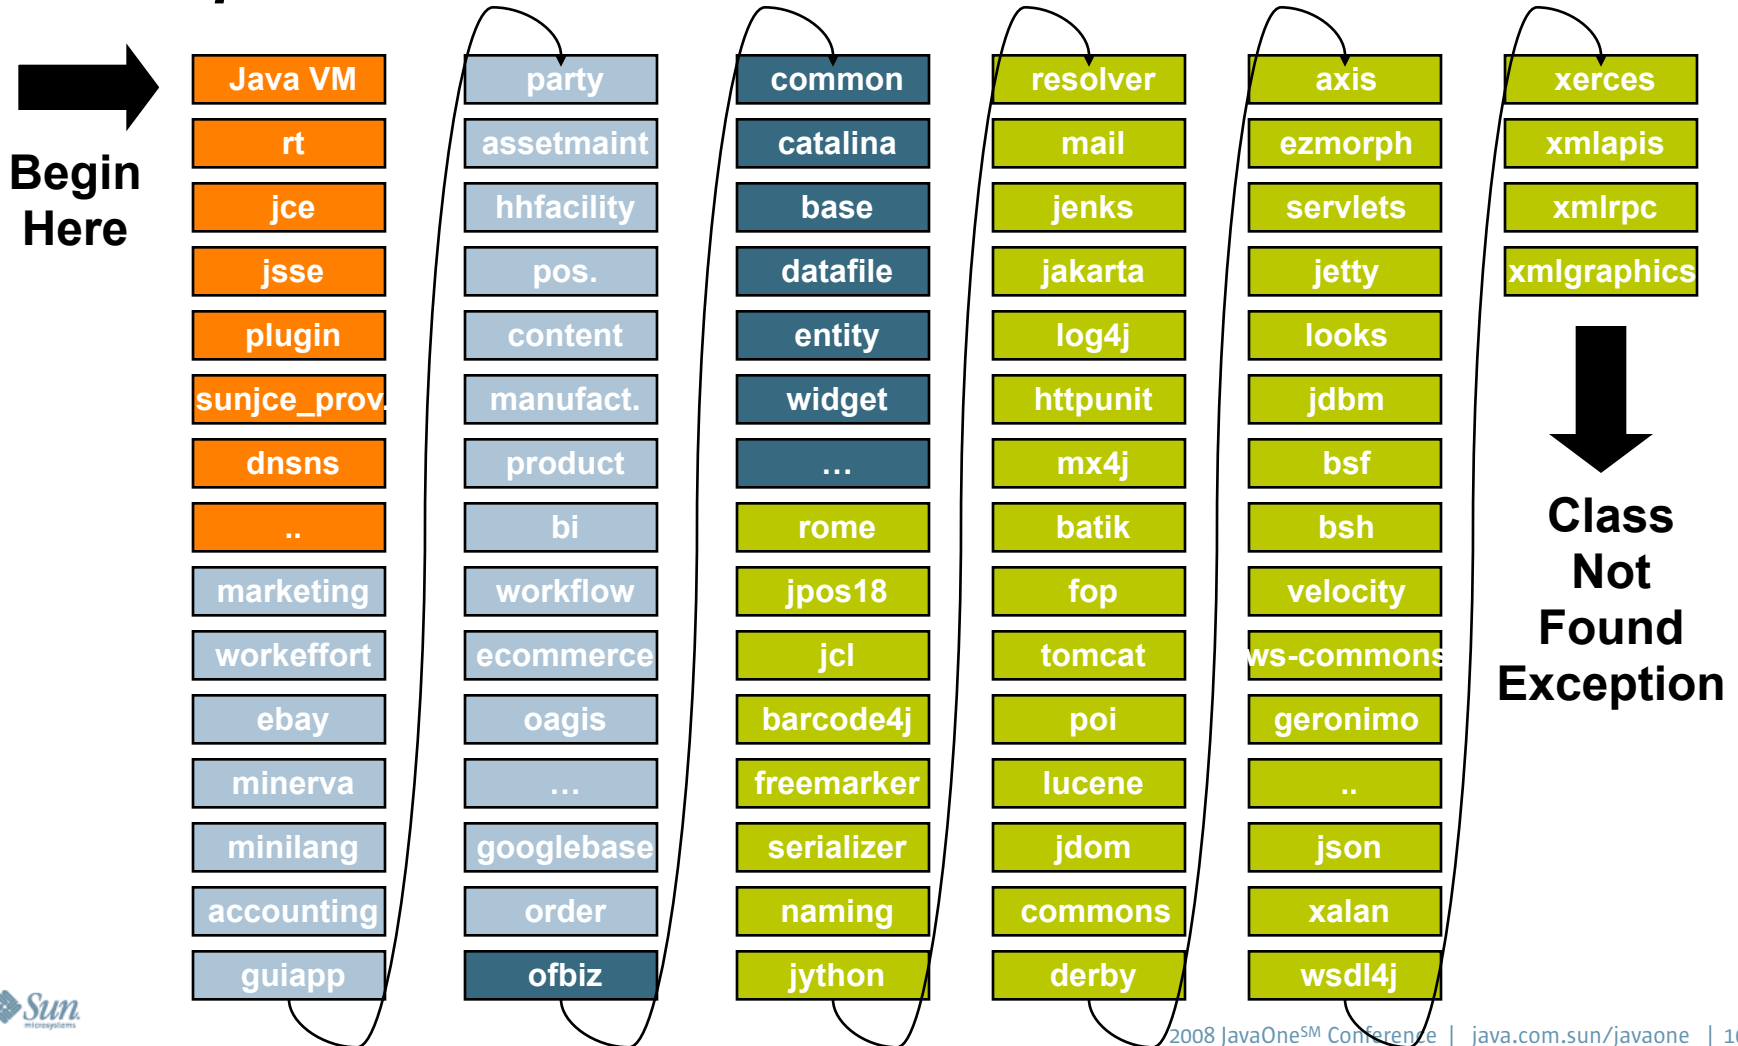 Begin
Here
Java VM
rt
jce
jsse
plugin
sunjce_prov.
dnsns
..
marketing
workeffort
ebay
minerva
minilang
accounting
guiapp
party
assetmaint
hhfacility
pos.
content
manufact.
product
bi
workflow
ecommerce
oagis
...
googlebase
order
ofbiz
common
catalina
base
datafile
entity
widget
...
rome
jpos18
jcl
barcode4j
freemarker
serializer
naming
jython
resolver
mail
jenks
jakarta
log4j
httpunit
mx4j
batik
fop
tomcat
poi
lucene
jdom
commons
derby
axis
ezmorph
servlets
jetty
looks
jdbm
bsf
bsh
velocity
ws-commons
geronimo
..
json
xalan
wsdl4j
xerces
xmlapis
xmlrpc
xmlgraphics
Class
Not
Found
Exception
Sun
microsystems
2008 JavaOne℠ Conference | java.com.sun/javaone |